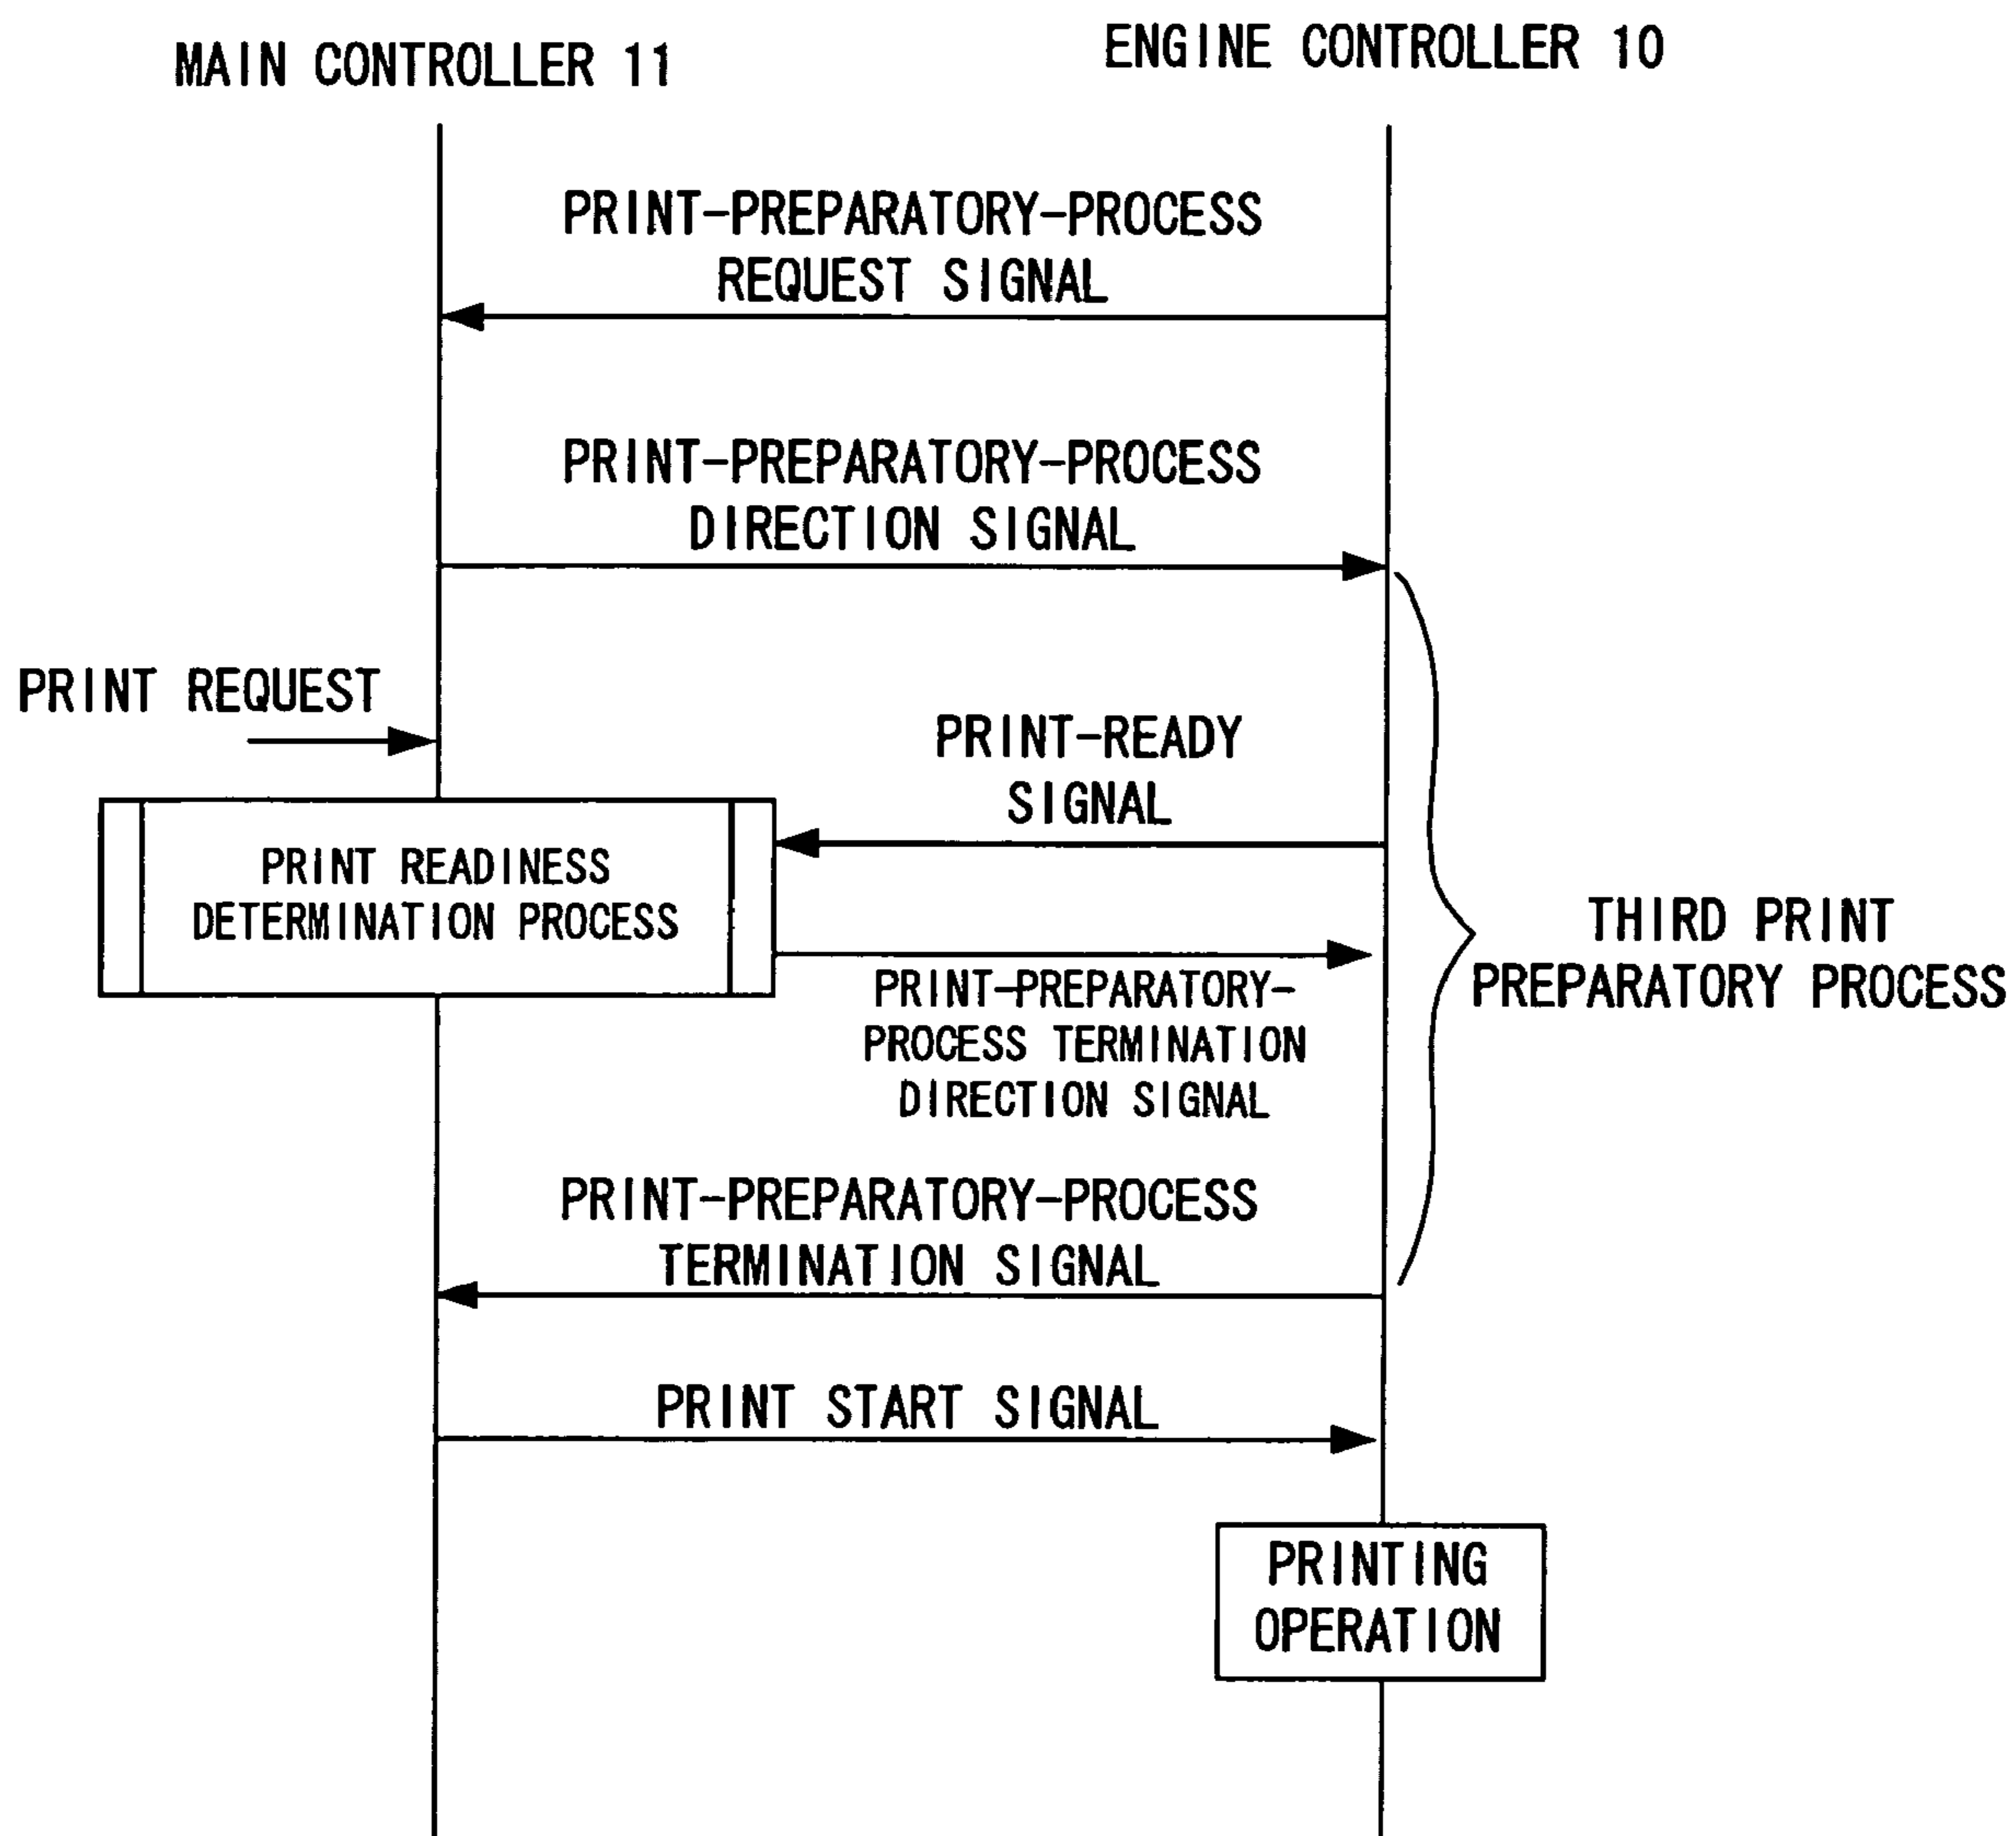 MAIN CONTROLLER 11
ENGINE CONTROLLER 10
PRINT-PREPARATORY-PROCESS
REQUEST SIGNAL
PRINT-PREPARATORY-PROCESS
DIRECTION SIGNAL
PRINT REQUEST
PRINT-READY
SIGNAL
PRINT READINESS
DETERMINATION PROCESS
THIRD PRINT
PREPARATORY PROCESS
PRINT-PREPARATORY-
PROCESS TERMINATION
DIRECTION SIGNAL
PRINT-PREPARATORY-PROCESS
TERMINATION SIGNAL
PRINT START SIGNAL
PRINTING
OPERATION